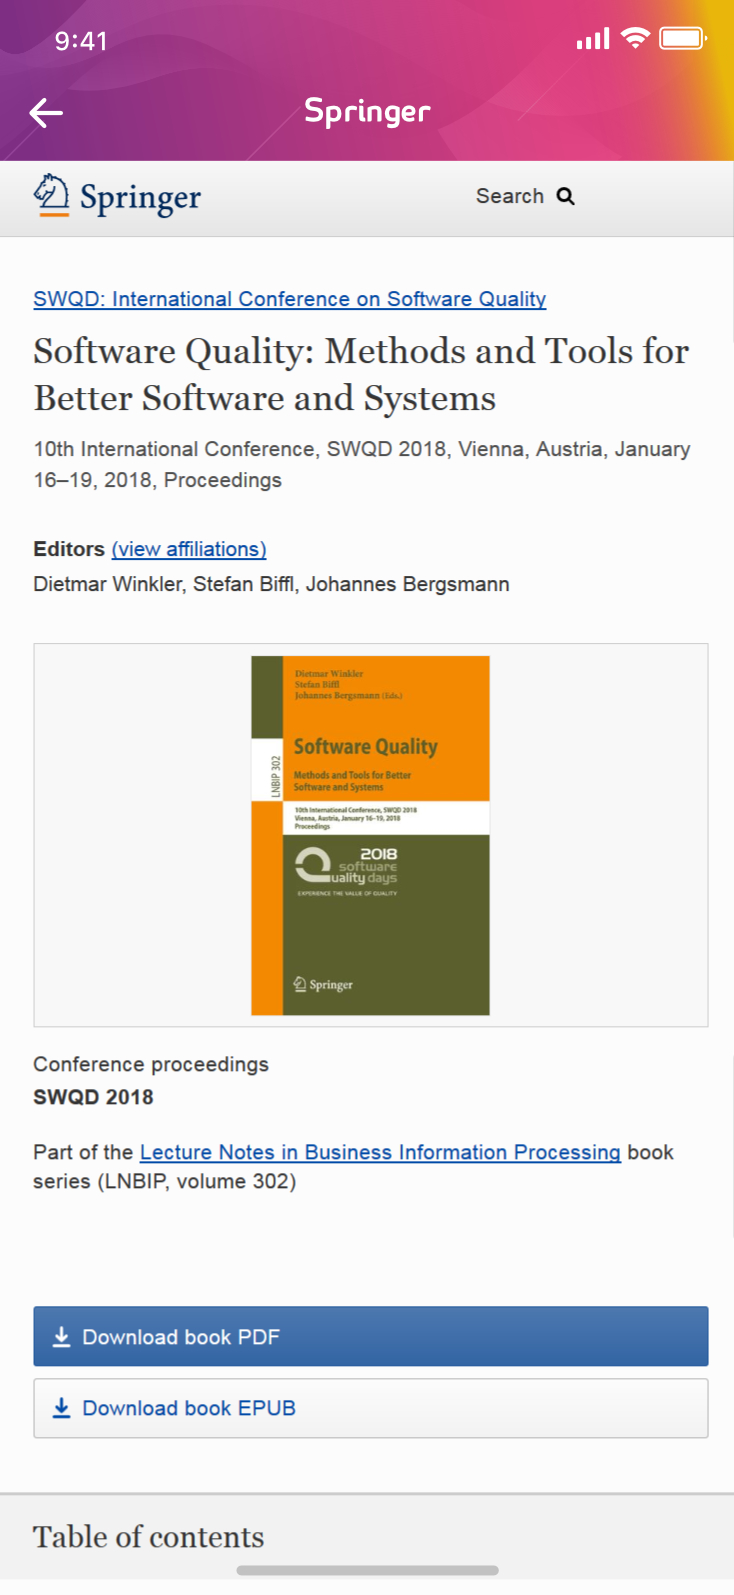 9:41
Springer
Springer
Search
SWQD: International Conference on Software Quality
Software Quality: Methods and Tools for
Better Software and Systems
10th International Conference, SWQD 2018, Vienna, Austria, January
16–19, 2018, Proceedings
Editors (view affiliations)
Dietmar Winkler, Stefan Biffl, Johannes Bergsmann
Dietmar Winkler
Stefan Biffl
Johannes Bergsmann (Eds.)
LNBIP 302
Software Quality
Methods and Tools for Better
Software and Systems
10th International Conference, SWQD 2018
Vienna, Austria, January 16–19, 2018
Proceedings
2018
software
Quality days
EXPERIENCE THE VALUE OF QUALITY
Springer
Conference proceedings
SWQD 2018
Part of the Lecture Notes in Business Information Processing book
series (LNBIP, volume 302)
Download book PDF
Download book EPUB
Table of contents